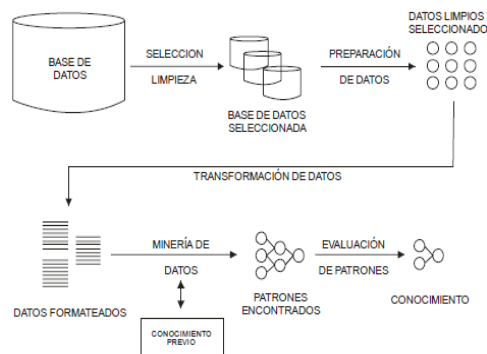 BASE DE
DATOS
SELECCION
LIMPIEZA
BASE DE DATOS
SELECCIONADA
PREPARACIÓN
DE DATOS
DATOS LIMPIOS
SELECCIONADO
TRANSFORMACIÓN DE DATOS
DATOS FORMATEADOS
MINERÍA DE
DATOS
CONOCIMIENTO
PREVIO
PATRONES
ENCONTRADOS
EVALUACIÓN
DE PATRONES
CONOCIMIENTO